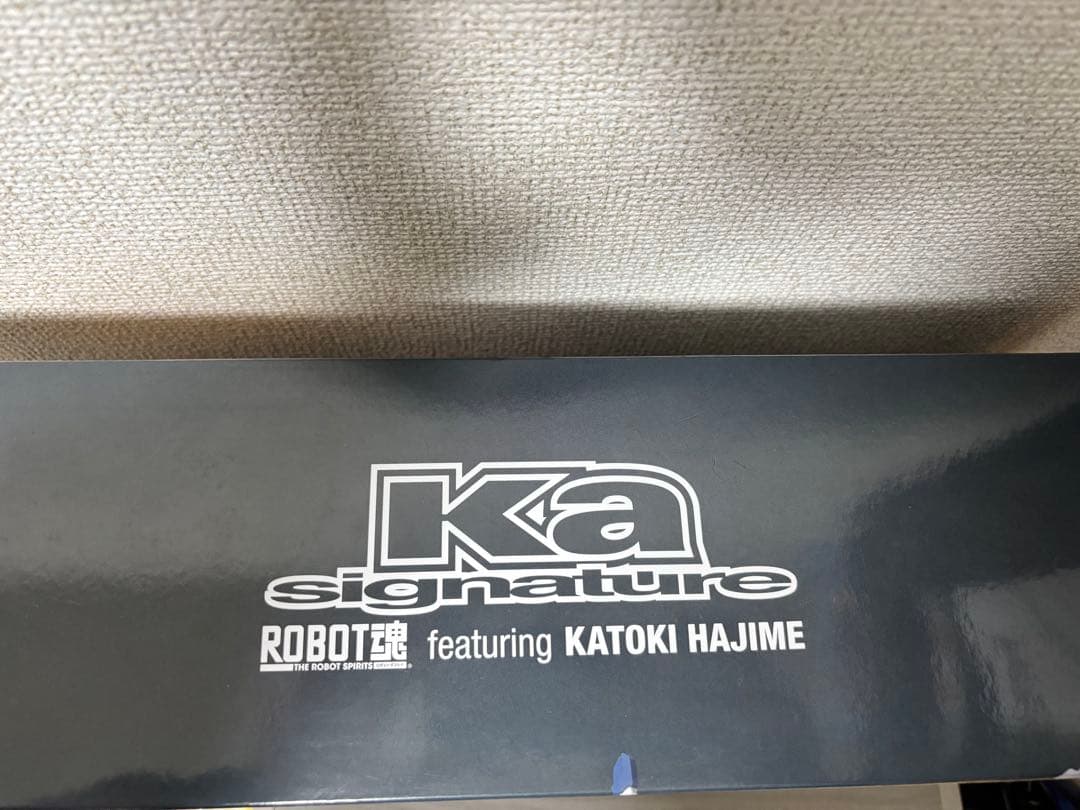 Ka
signature
ROBOT魂 featuring KATOKI HAJIME
THE ROBOT SPIRITS